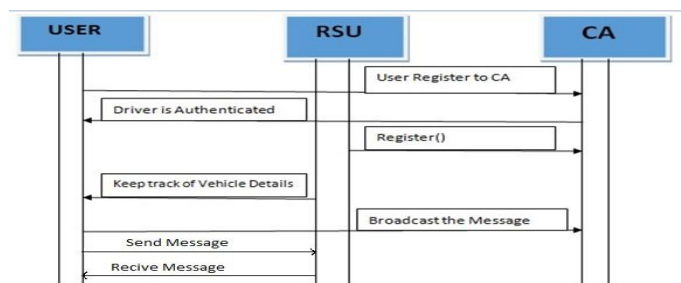 USER
RSU
CA
User Register to CA
Driver is Authenticated
Register()
Keep track of Vehicle Details
Broadcast the Message
Send Message
Recive Message